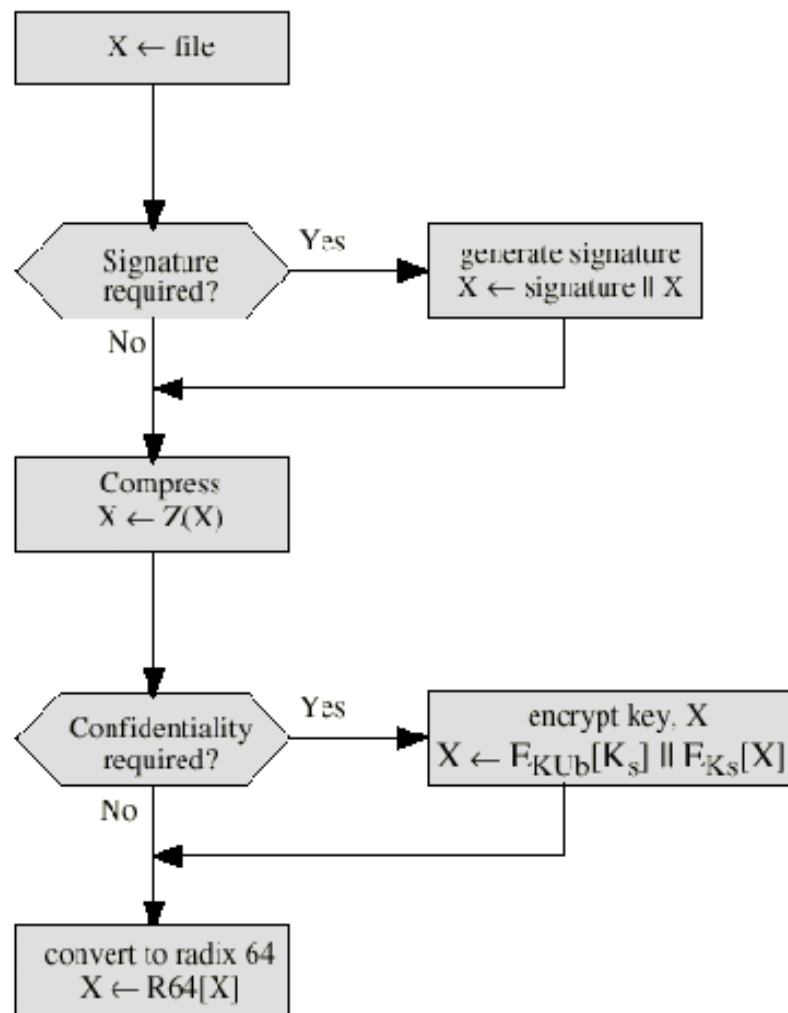 X ← file
Signature
required?
Yes
generate signature
X ← signature || X
No
Compress
X ← Z(X)
Confidentiality
required?
Yes
encrypt key, X
X ← E_KUb[K_s] || E_Ks[X]
No
convert to radix 64
X ← R64[X]